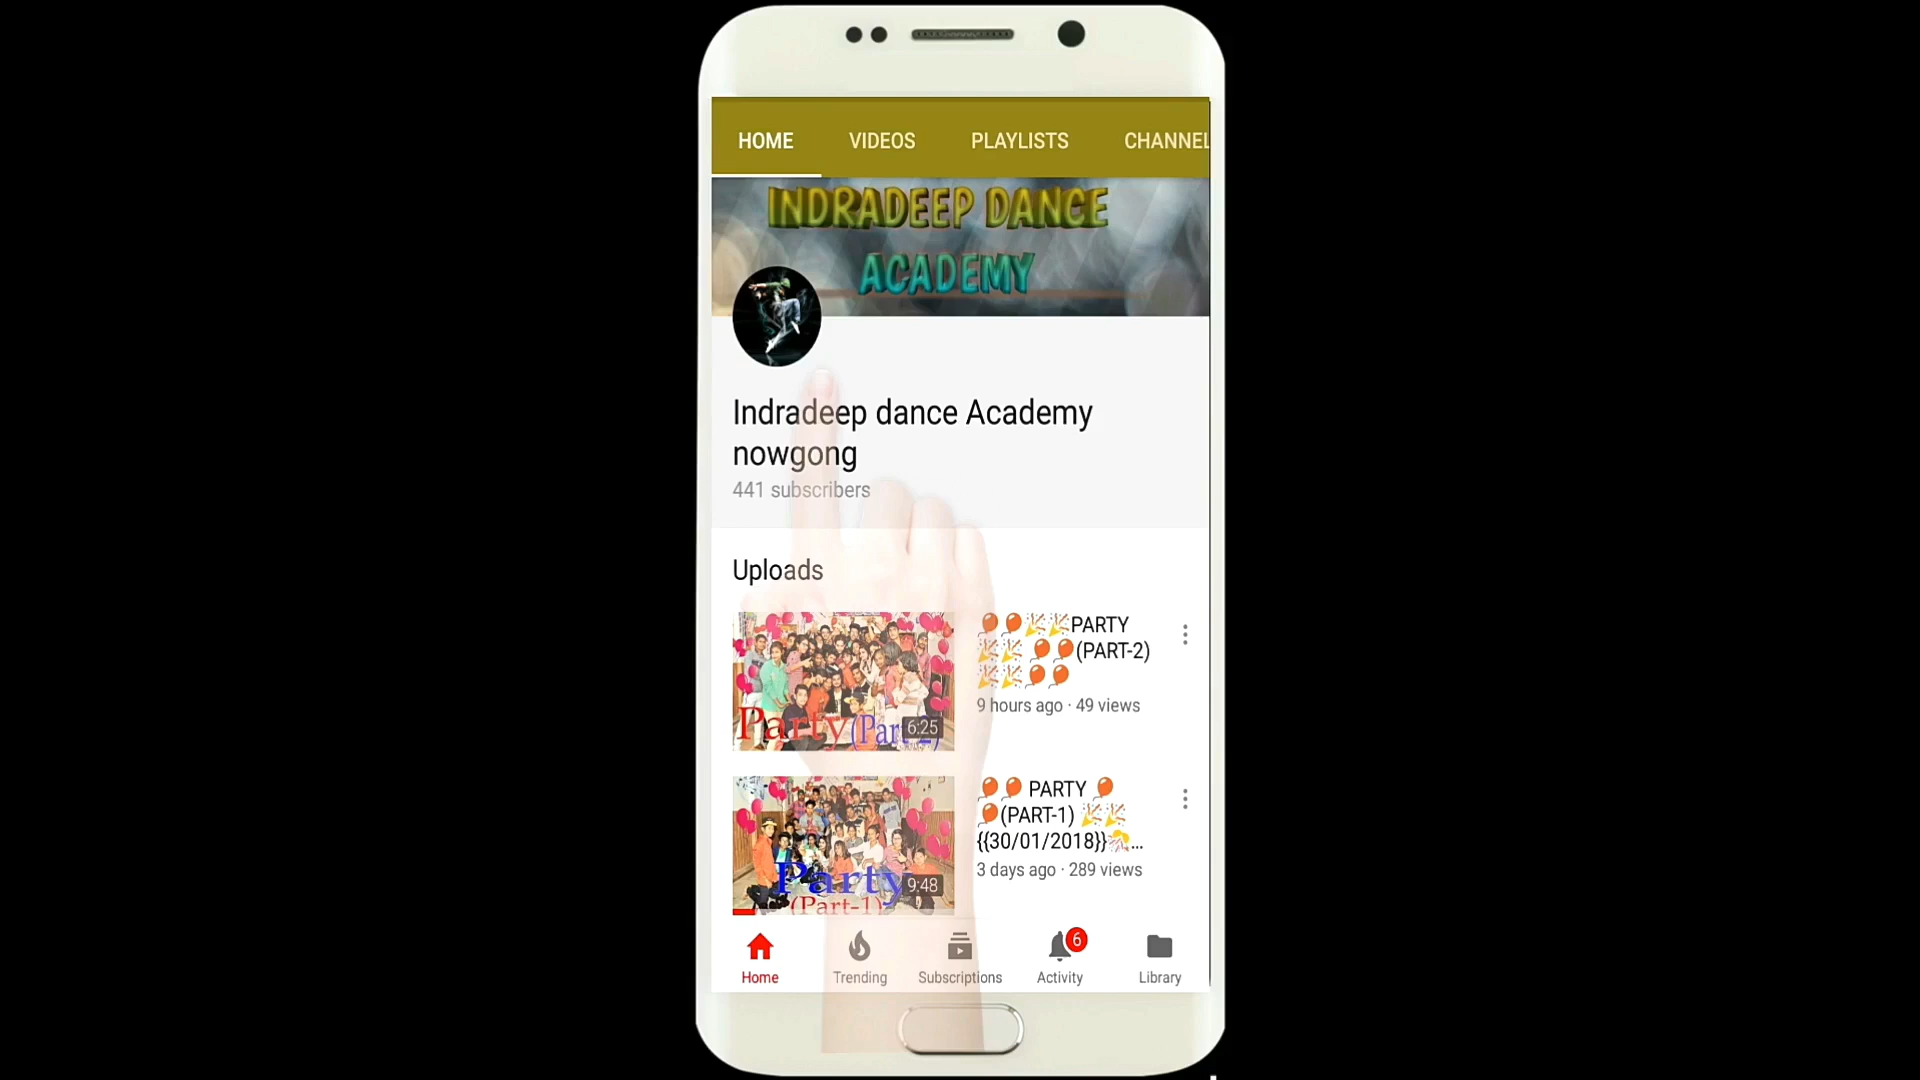 HOME VIDEOS PLAYLISTS CHANNEL
INDRADEEP DANCE
ACADEMY
Indradeep dance Academy
nowgong
441 subscribers
Uploads
Party (Part-2)
6:25
🎈🎈🎉🎉PARTY
🎉🎉 🎈🎈(PART-2)
🎉🎉🎈🎈
9 hours ago · 49 views
Party
(Part-1)
9:48
🎈🎈 PARTY 🎈
🎈(PART-1) 🎉🎉
{{30/01/2018}}🎊...
3 days ago · 289 views
6
Home Trending Subscriptions Activity Library